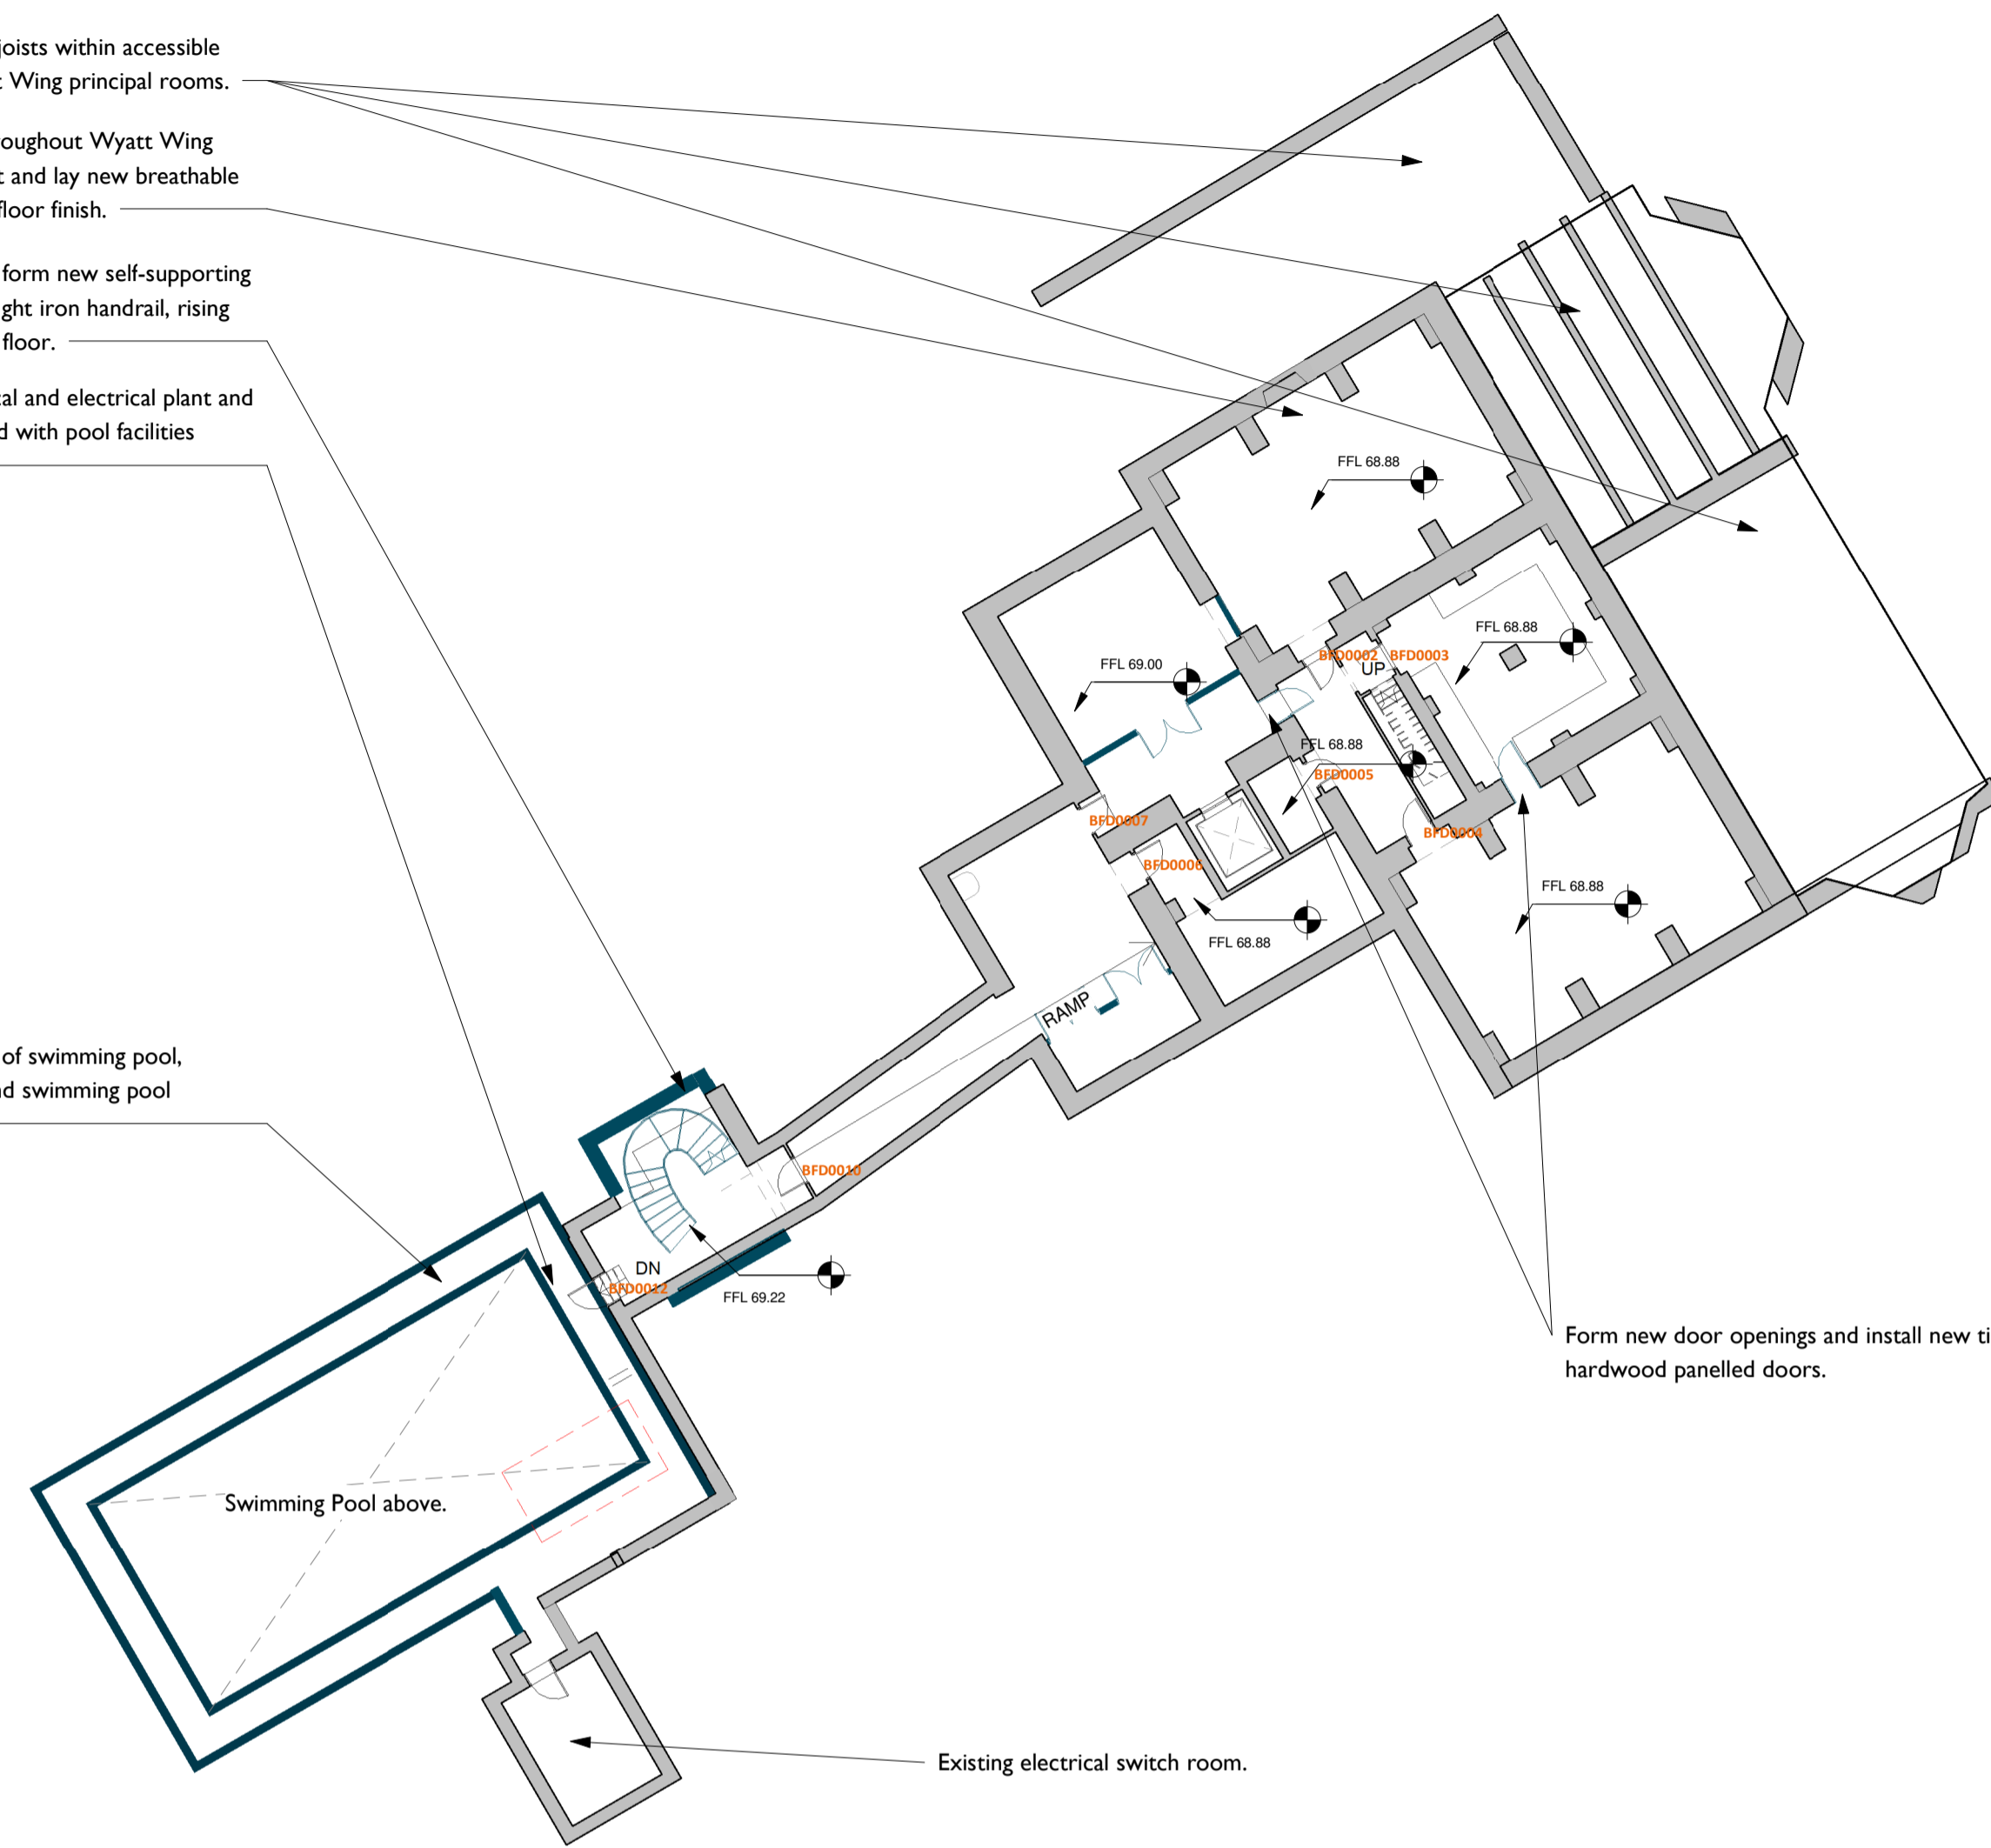 joists within accessible
Wing principal rooms.
roughout Wyatt Wing
and lay new breathable
floor finish.
form new self-supporting
ght iron handrail, rising
floor.
cal and electrical plant and
d with pool facilities
FFL 68.88
FFL 68.88
BFD0002
BFD0003
UP
FFL 69.00
FFL 68.88
BFD0005
BFD0007
BFD0004
BFD0006
FFL 68.88
FFL 68.88
RAMP
of swimming pool,
nd swimming pool
BFD0010
DN
BFD0012
FFL 69.22
Form new door openings and install new ti
hardwood panelled doors.
Swimming Pool above.
Existing electrical switch room.